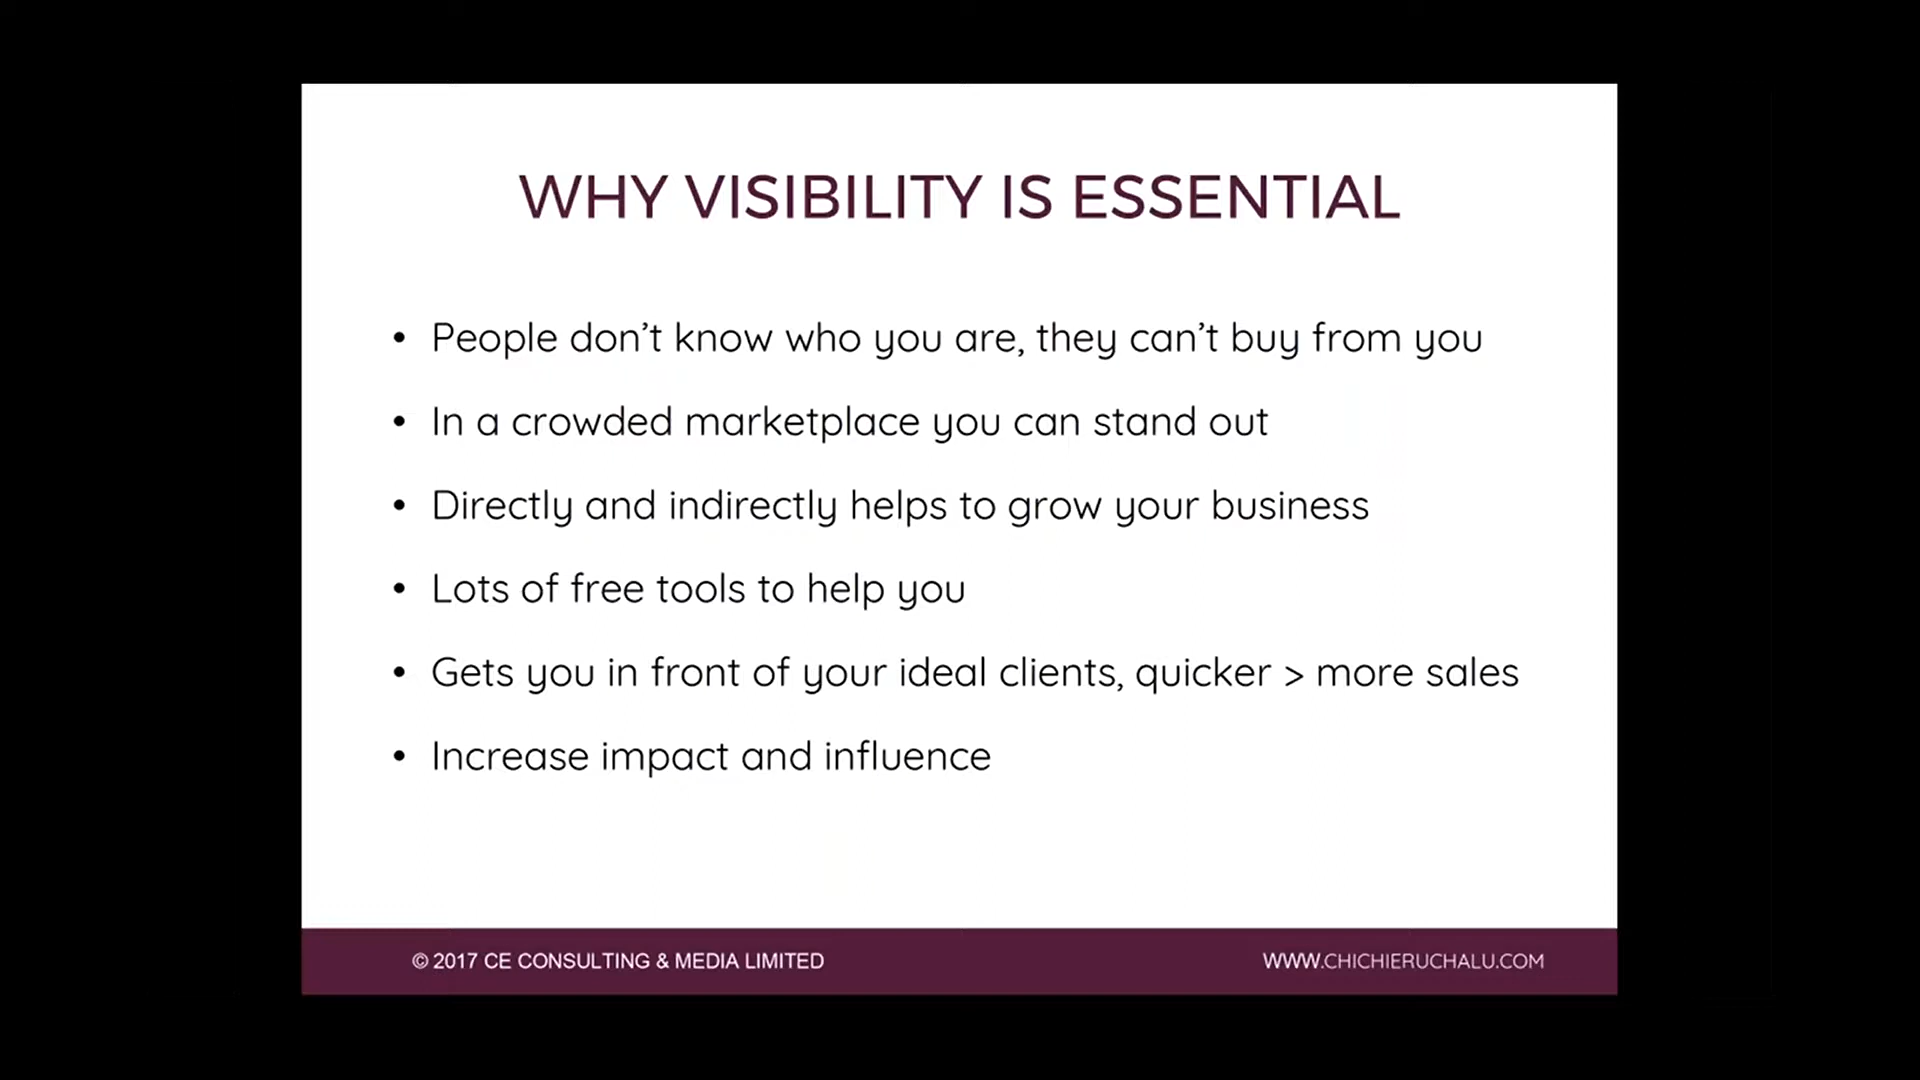 WHY VISIBILITY IS ESSENTIAL
• People don’t know who you are, they can’t buy from you
• In a crowded marketplace you can stand out
• Directly and indirectly helps to grow your business
• Lots of free tools to help you
• Gets you in front of your ideal clients, quicker > more sales
• Increase impact and influence
© 2017 CE CONSULTING & MEDIA LIMITED
WWW.CHICHIERUCHALU.COM